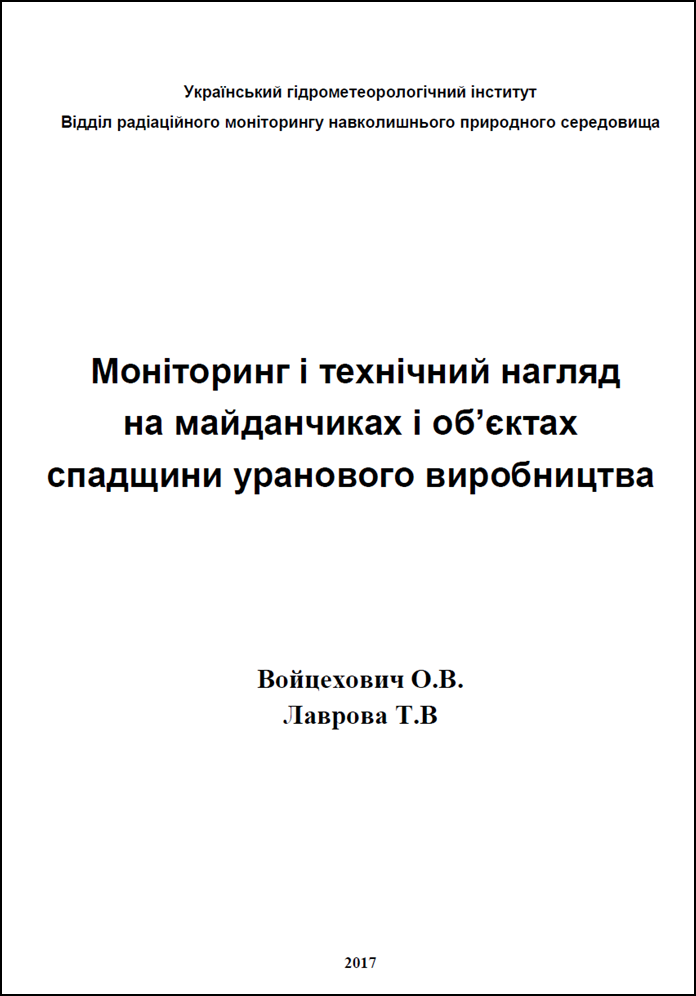 Український гідрометеорологічний інститут
Відділ радіаційного моніторингу навколишнього природного середовища
Моніторинг і технічний нагляд
на майданчиках і об’єктах
спадщини уранового виробництва
Войцехович О.В.
Лаврова Т.В
2017